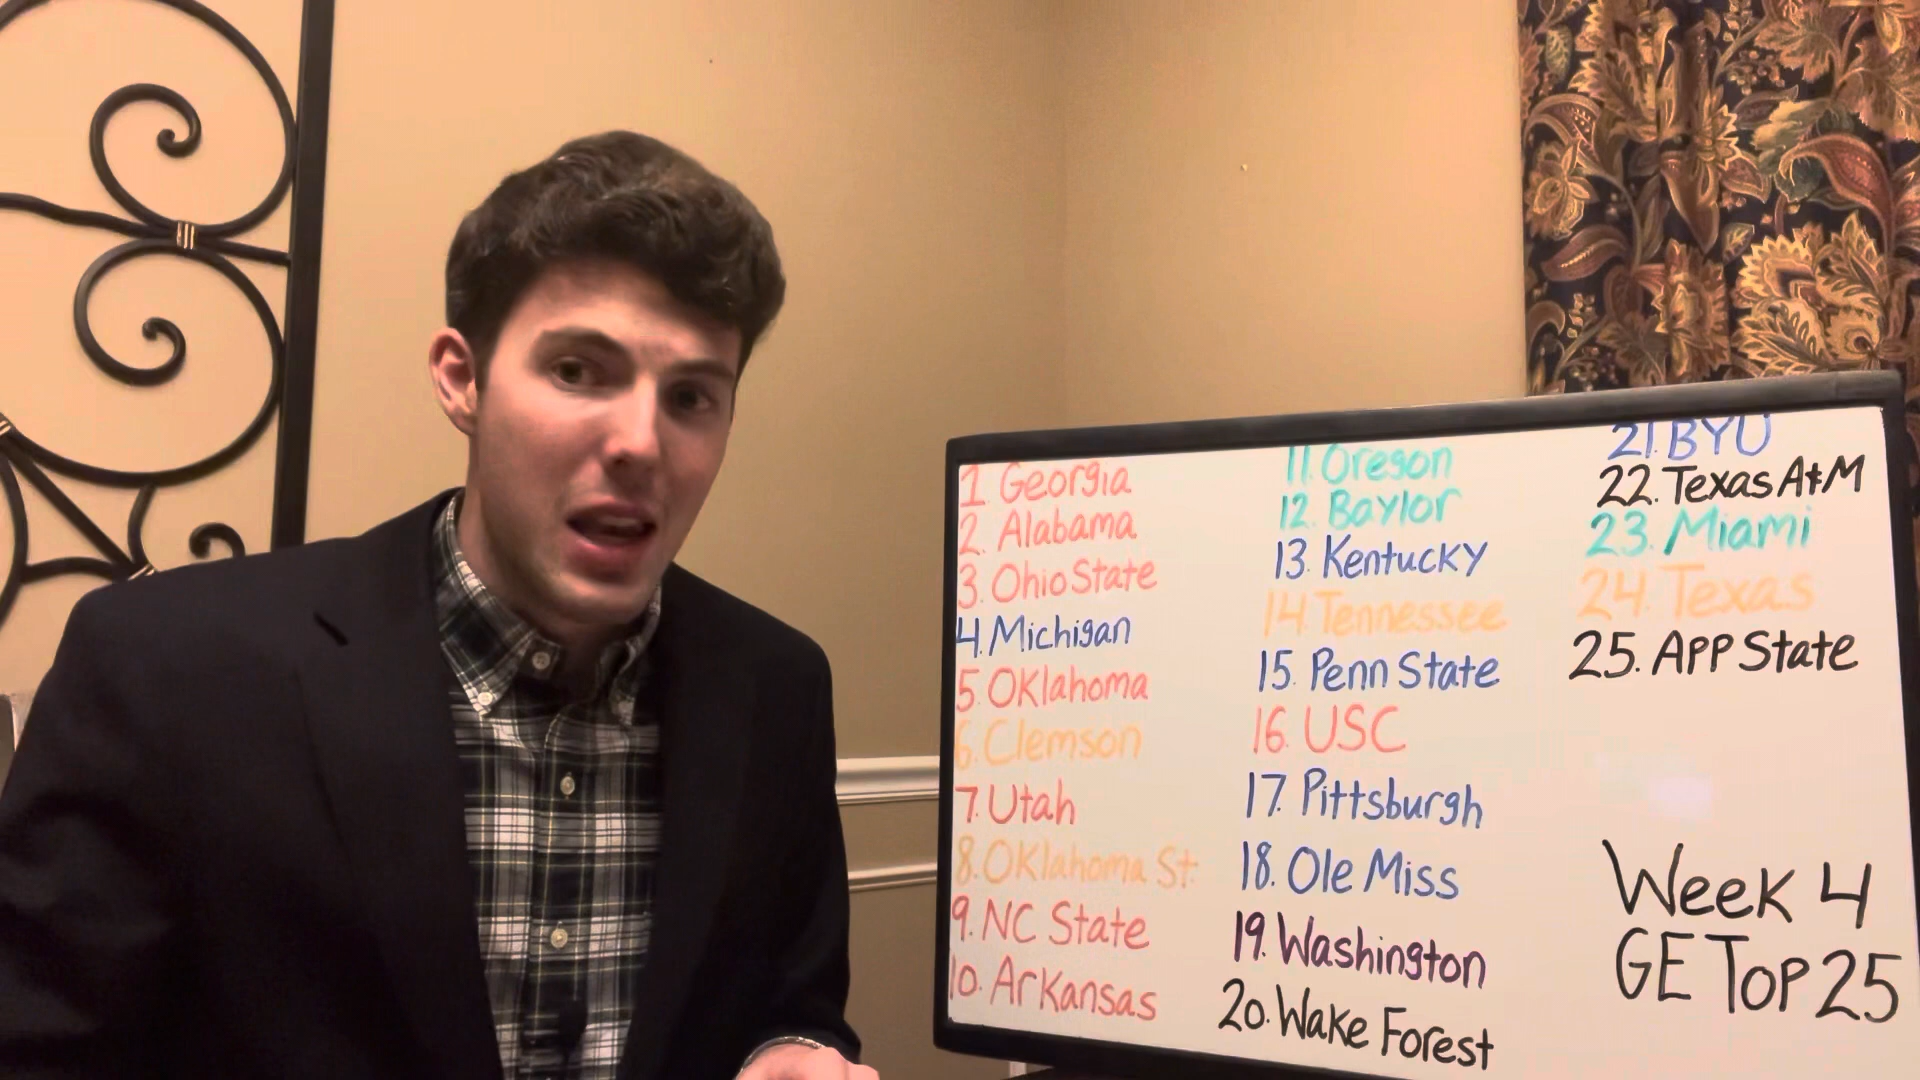 1. Georgia
2. Alabama
3. Ohio State
4. Michigan
5. Oklahoma
6. Clemson
7. Utah
8. Oklahoma St.
9. NC State
10. Arkansas
11. Oregon
12. Baylor
13. Kentucky
14. Tennessee
15. Penn State
16. USC
17. Pittsburgh
18. Ole Miss
19. Washington
20. Wake Forest
21. BYU
22. Texas A&M
23. Miami
24. Texas
25. APP State
Week 4
GE Top 25